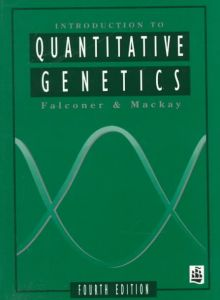 INTRODUCTION TO
QUANTITATIVE
GENETICS
Falconer & Mackay
FOURTH EDITION